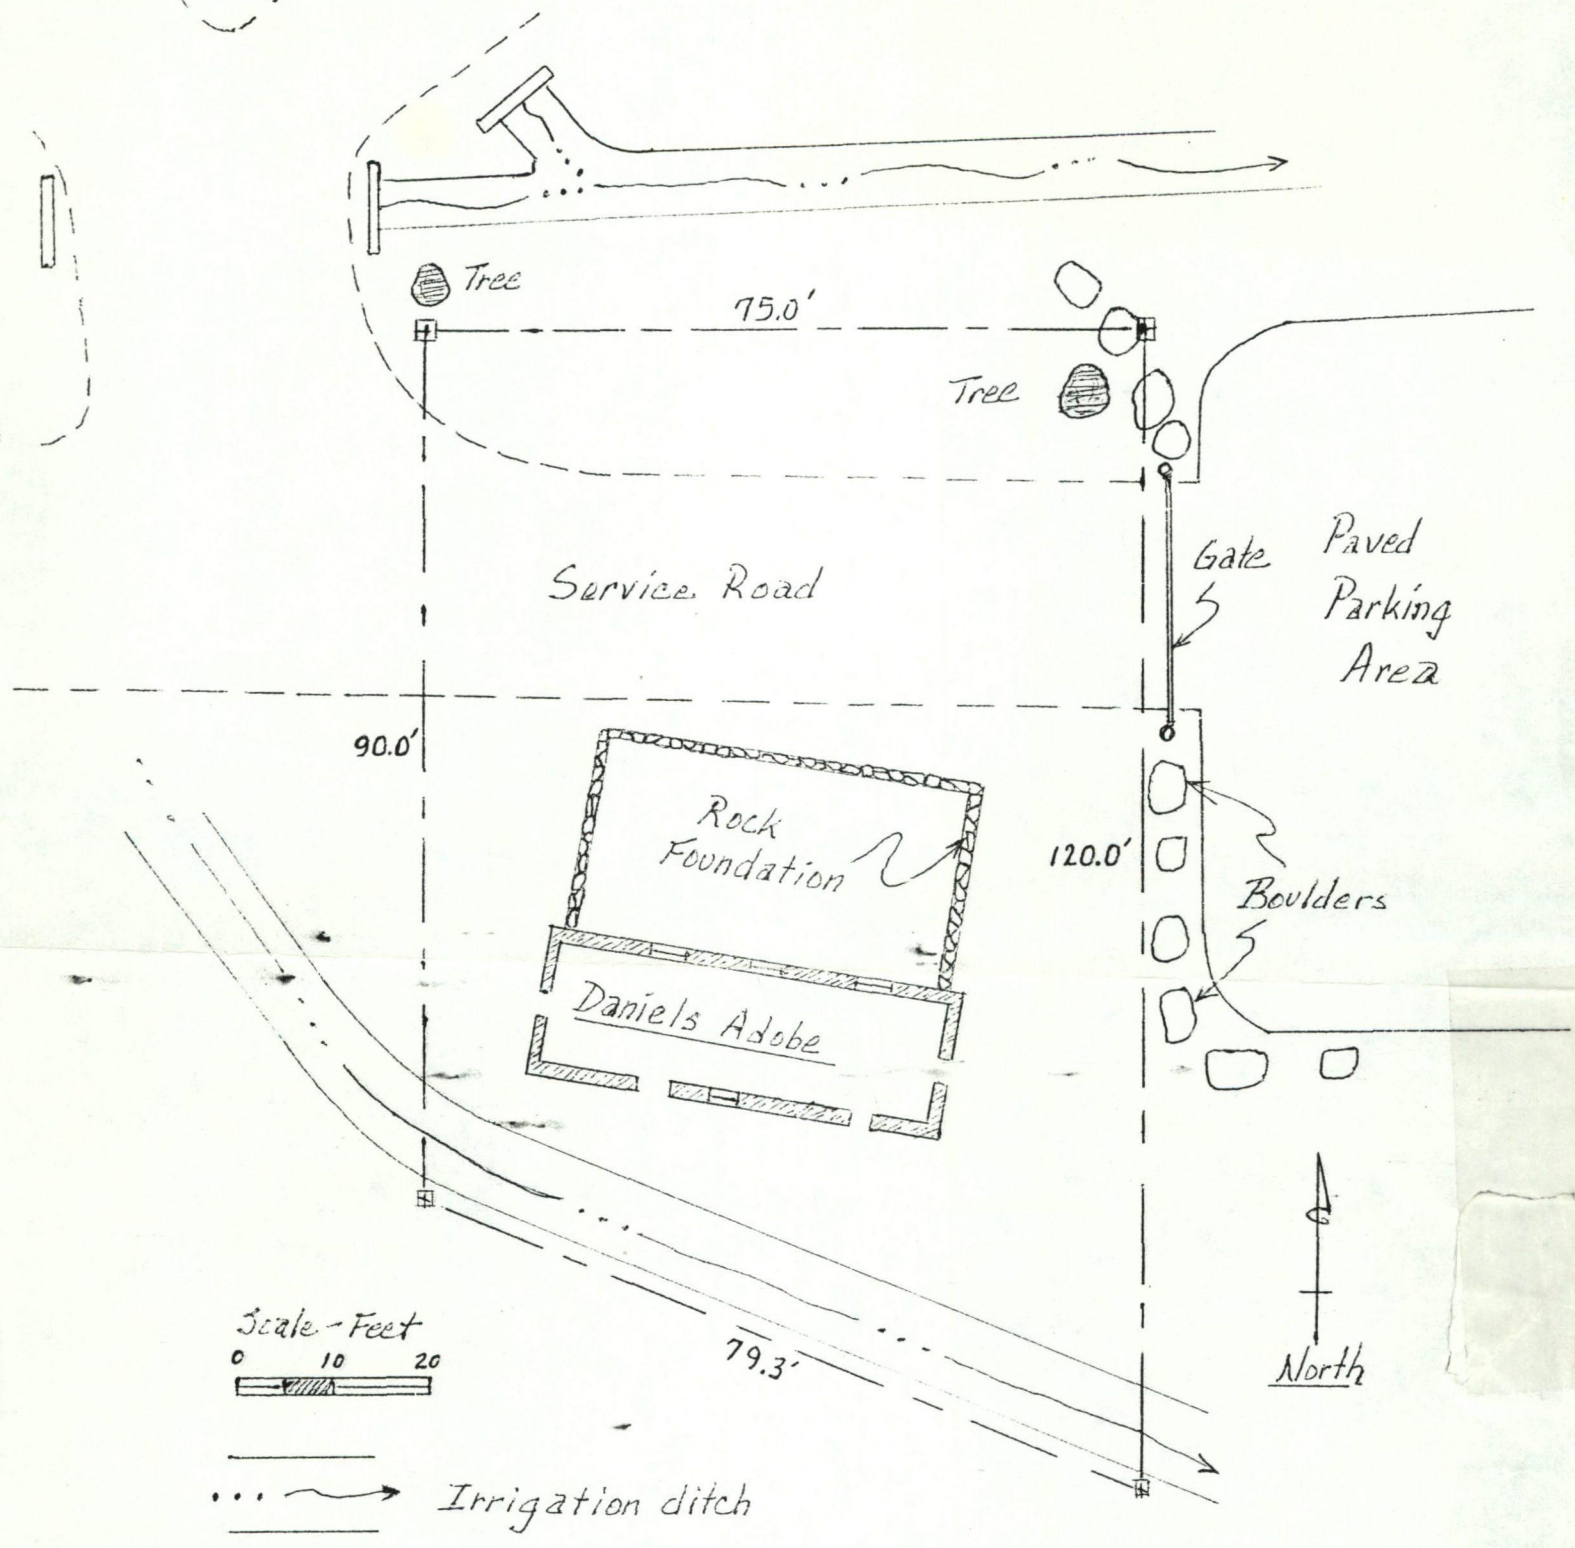 Tree
75.0'
Tree
Service Road
Gate
Paved
Parking
Area
90.0'
Rock
Foundation
120.0'
Boulders
Daniels Adobe
79.3'
North
Scale-Feet
0 10 20
Irrigation ditch